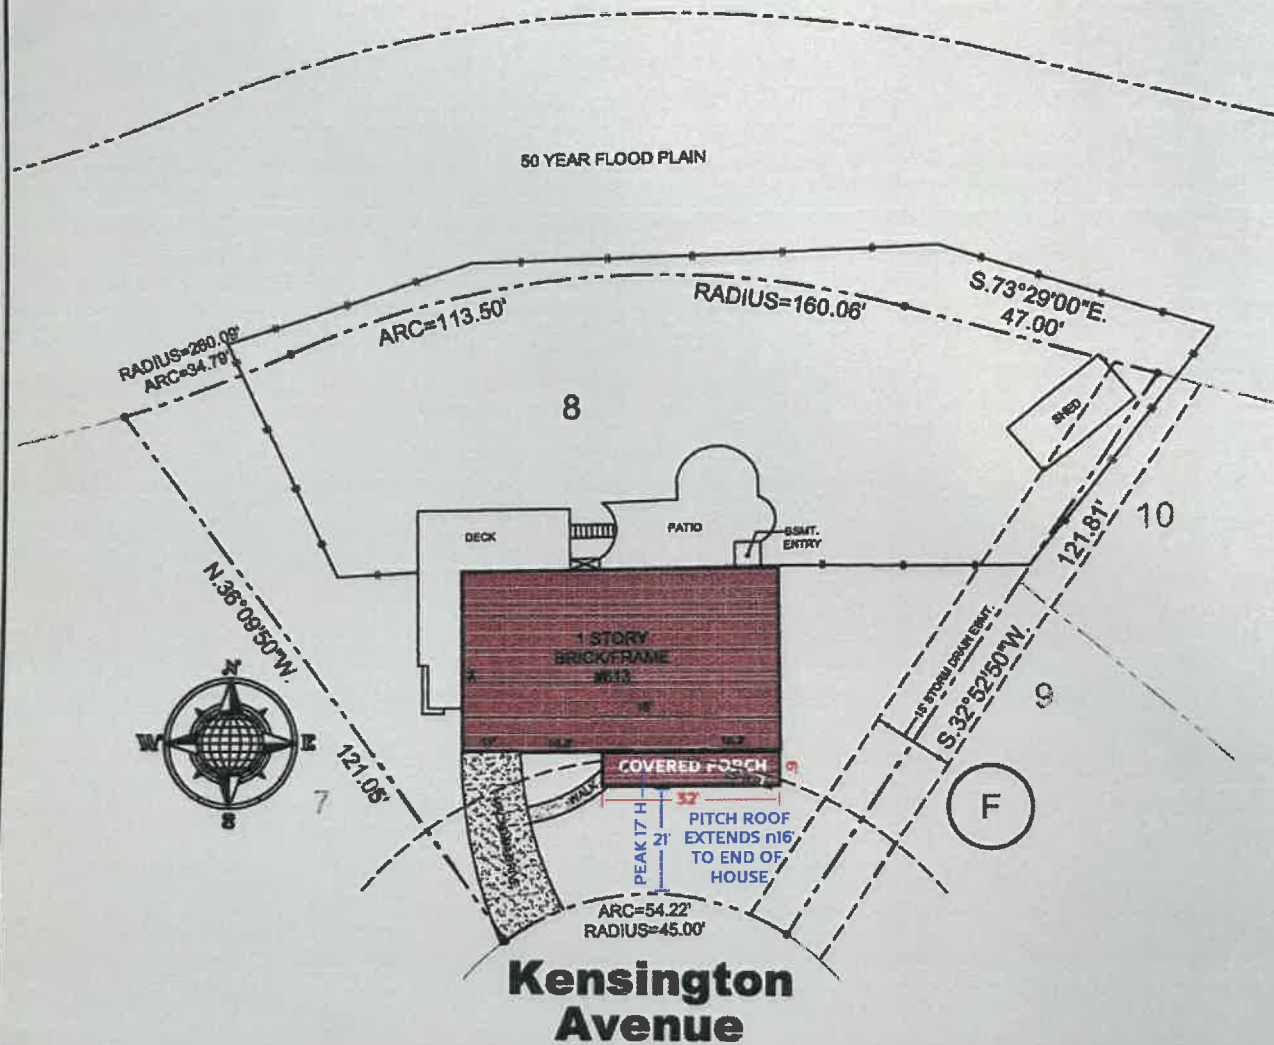 50 YEAR FLOOD PLAIN
RADIUS=260.09'
ARC=34.79'
ARC=113.50'
RADIUS=160.06'
S.73°29'00"E.
47.00'
8
SHED
DECK
PATIO
BSMT.
ENTRY
10
121.81'
S.32°52'50"W.
15' STORM DRAIN ESMT.
9
N.36°09'50"W.
121.05'
7
N
W
E
S
1 STORY
BRICK/FRAME
#613
COVERED PORCH
9'
32'
WALK
PEAK 17 H
21'
PITCH ROOF
EXTENDS n16'
TO END OF
HOUSE
F
ARC=54.22'
RADIUS=45.00'
Kensington
Avenue